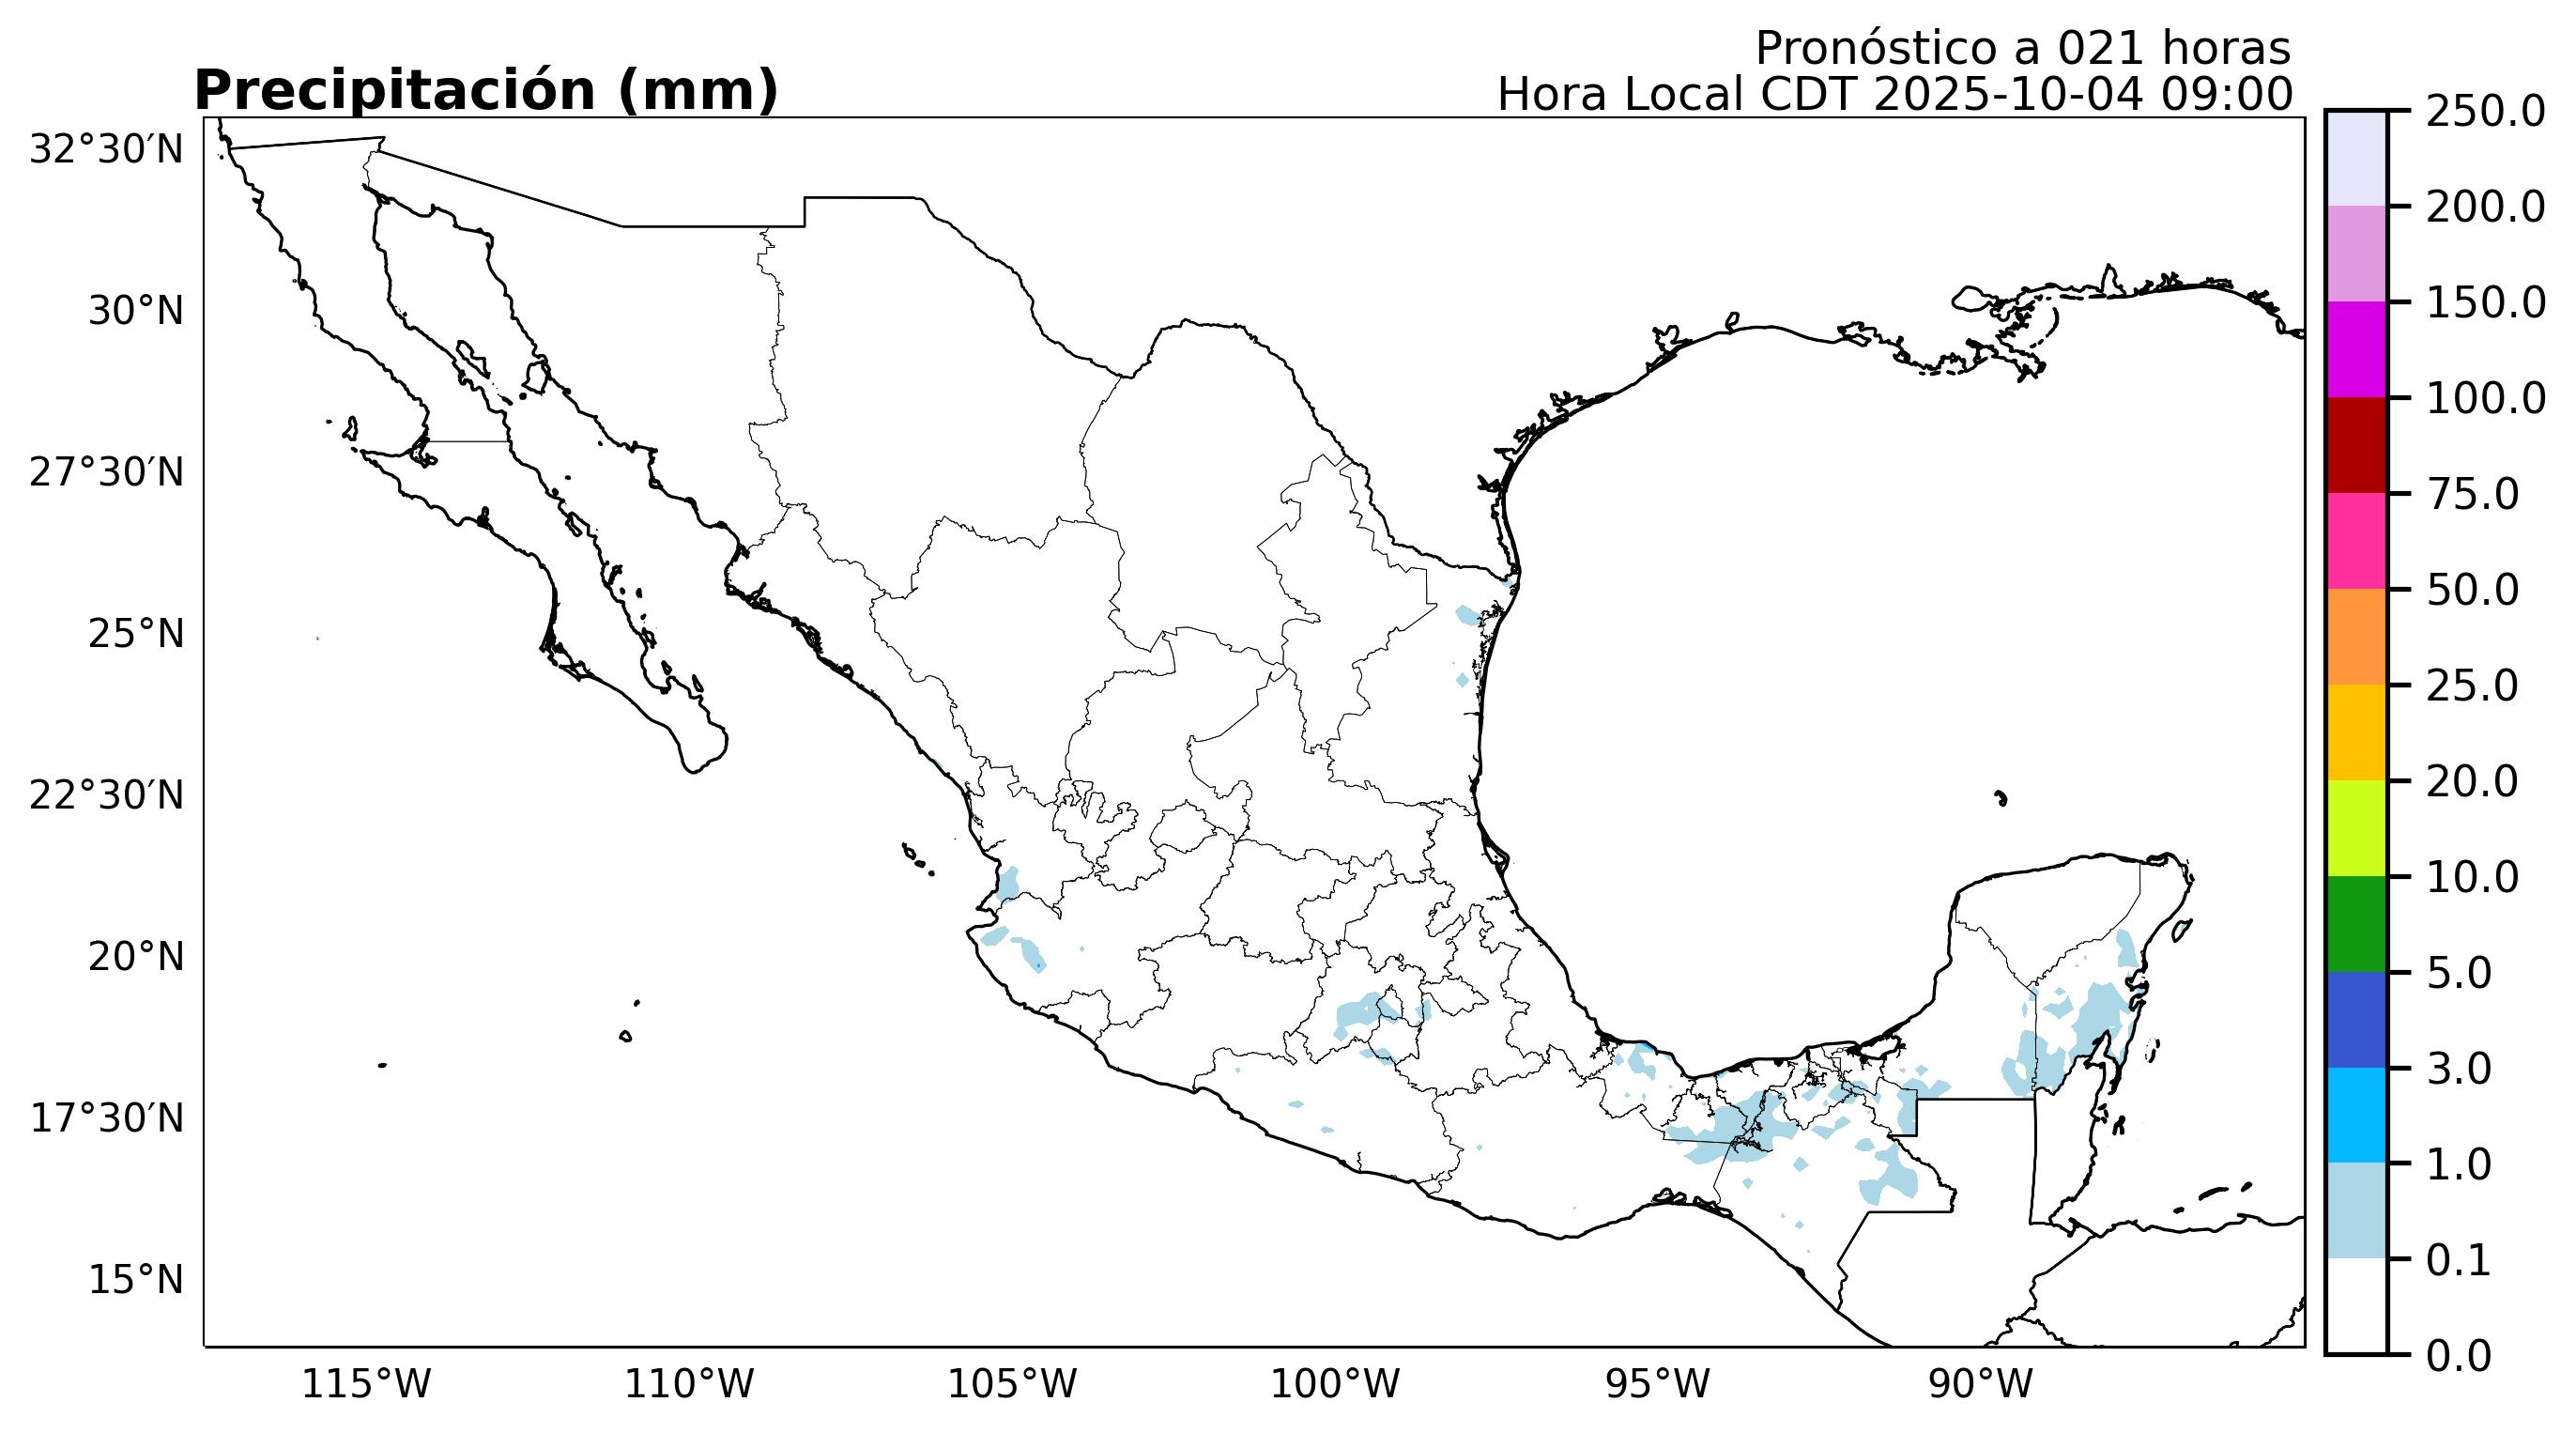 Pronóstico a 021 horas
Precipitación (mm)
Hora Local CDT 2025-10-04 09:00
32°30′N
30°N
27°30′N
25°N
22°30′N
20°N
17°30′N
15°N
115°W
110°W
105°W
100°W
95°W
90°W
250.0
200.0
150.0
100.0
75.0
50.0
25.0
20.0
10.0
5.0
3.0
1.0
0.1
0.0